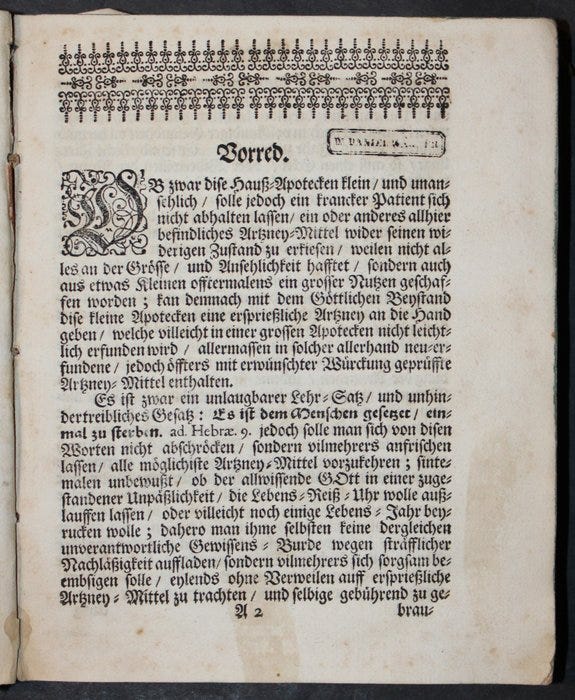 Vorred.
OB zwar dise Hauß-Apotecken klein / und unan-
sehlich / solle jedoch ein krancker Patient sich
nicht abhalten lassen / ein oder anderes allhier
befindliches Artzney-Mittel wider seinen wi-
derigen Zustand zu erkiesen / weilen nicht al-
les an der Grösse / und Ansehlichkeit hafftet / sondern auch
aus etwas Kleinen offtermalens ein grosser Nutzen geschaf-
fen worden ; kan demnach mit dem Göttlichen Beystand
dise kleine Apotecken eine ersprießliche Artzney an die Hand
geben / welche villeicht in einer grossen Apotecken nicht leicht-
lich erfunden wird / allermassen in solcher allerhand neu-er-
fundene / jedoch öffters mit erwünschter Würckung geprüffte
Artzney-Mittel enthalten.
Es ist zwar ein unlaugbarer Lehr-Satz / und unhin-
dertreibliches Gesatz : Es ist dem Menschen gesetzet / ein-
mal zu sterben. ad. Hebræ. 9. jedoch solle man sich von disen
Worten nicht abschröcken / sondern vilmehrers anfrischen
lassen / alle möglichiste Artzney-Mittel vorzukehren ; sinte-
malen unbewußt / ob der allwissende GOtt in einer zuge-
standener Unpäßlichkeit / die Lebens-Reiß-Uhr wolle auß-
lauffen lassen / oder villeicht noch einige Lebens-Jahr bey-
rucken wolle ; dahero man ihme selbsten keine dergleichen
unverantwortliche Gewissens-Burde wegen sträfflicher
Nachläßigkeit auffladen / sondern vilmehrers sich sorgsam be-
embsigen solle / eylends ohne Verweilen auff ersprießliche
Artzney-Mittel zu trachten / und selbige gebührend zu ge-
A 2 brau-